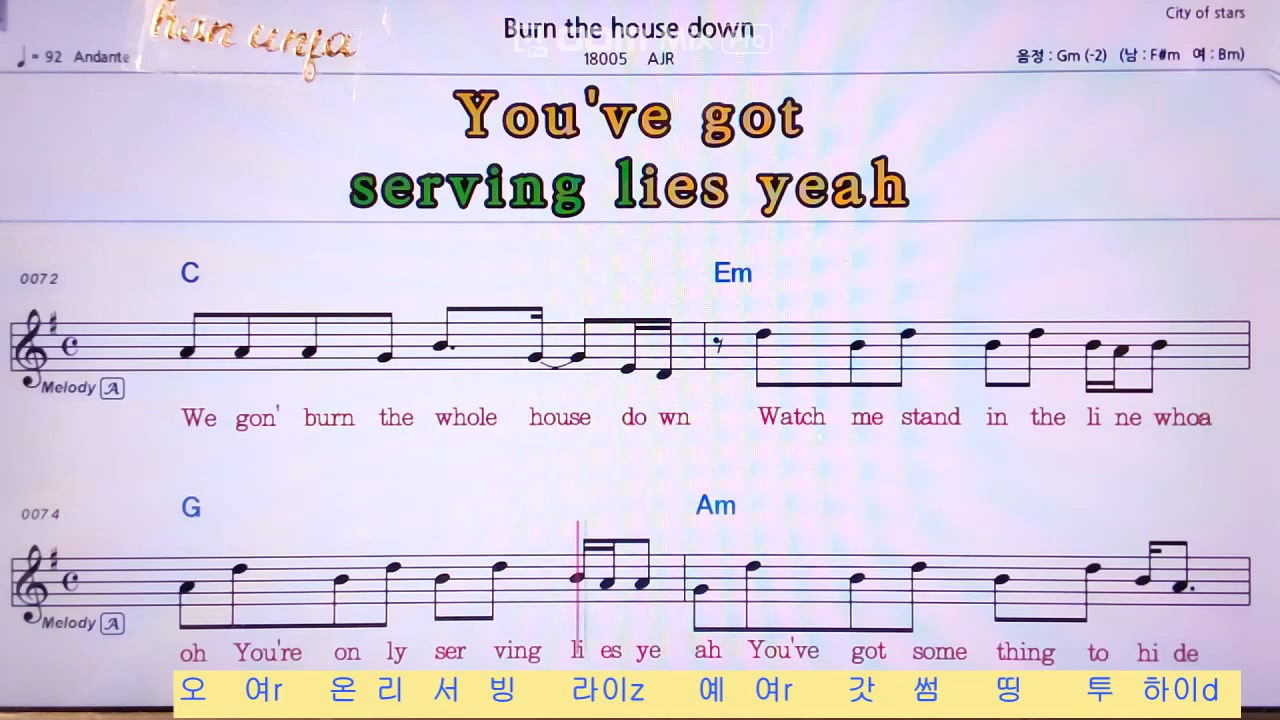 han unja
Burn the house down
City of stars
♩= 92 Andante
18005 AJR
음정 : Gm (-2) (남 : F#m 여 : Bm)
You've got
serving lies yeah
0072
C Em
Melody A
We gon' burn the whole house do wn Watch me stand in the li ne whoa
0074
G Am
Melody A
oh You're on ly ser ving li es ye ah You've got some thing to hi de
오 여r 온 리 서 빙 라이z 예 여r 갓 썸 띵 투 하이d